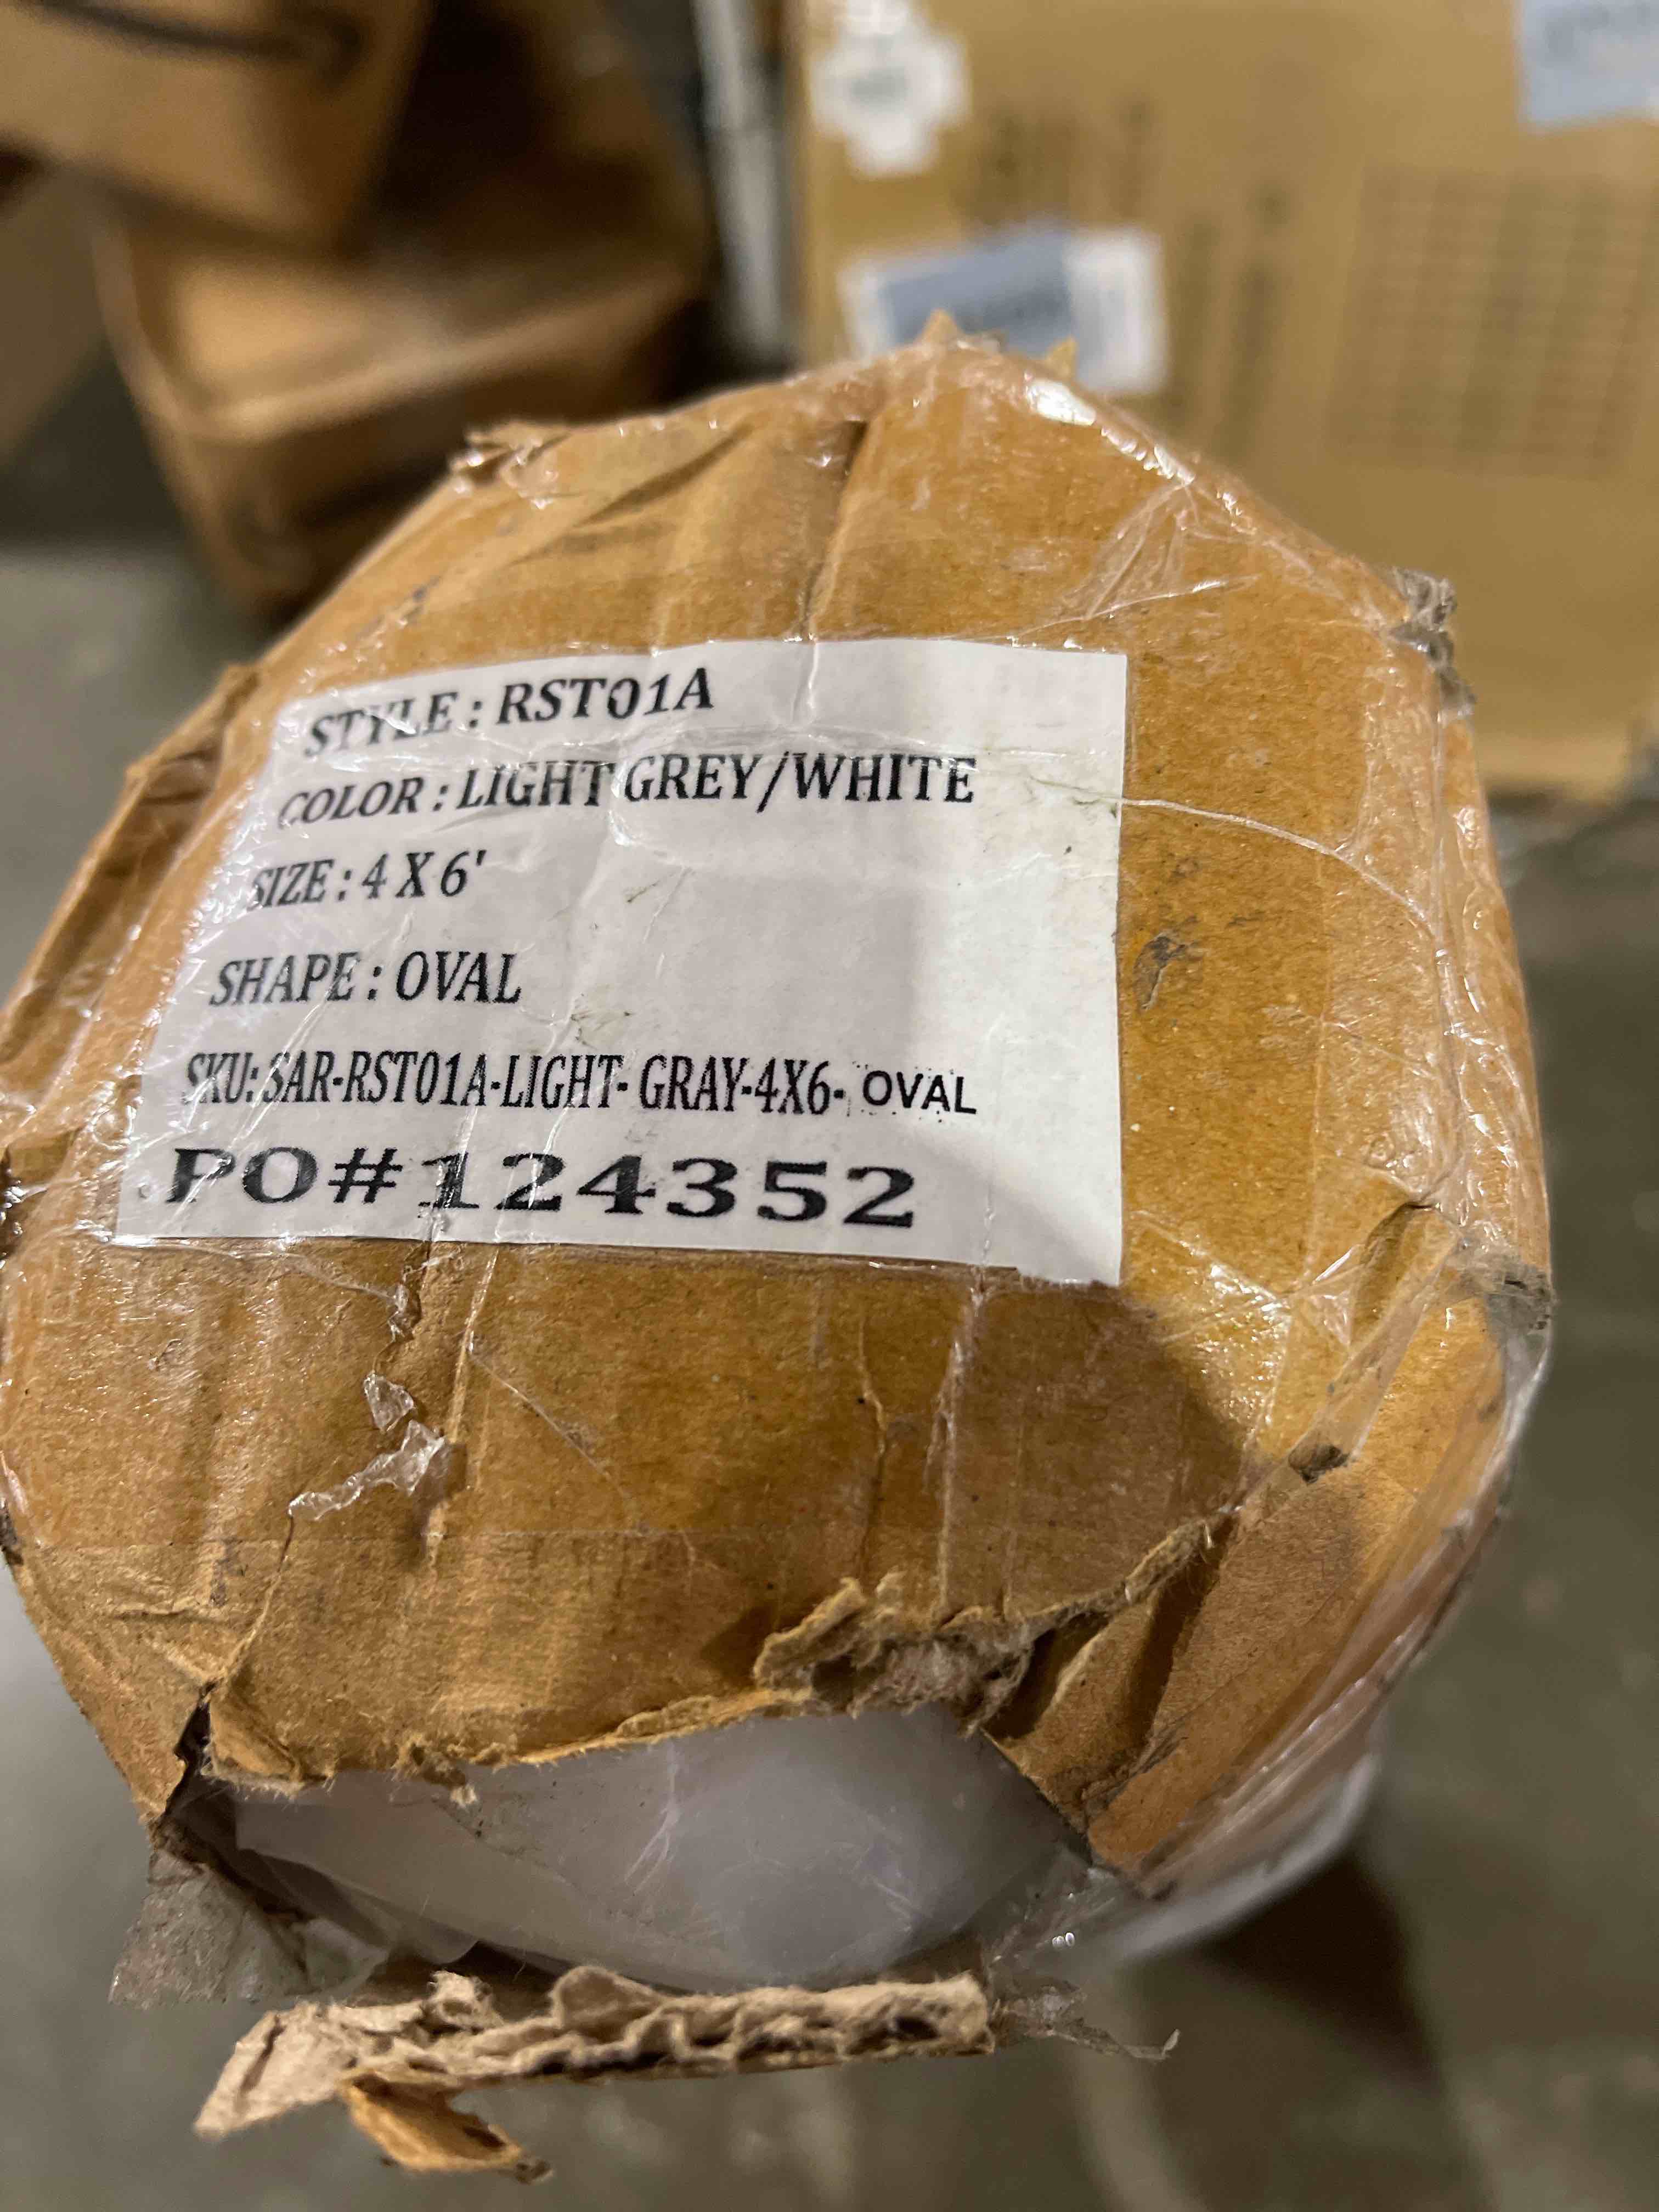 STYLE : RST01A
COLOR : LIGHT GREY/WHITE
SIZE : 4 X 6'
SHAPE : OVAL
SKU: SAR-RST01A-LIGHT- GRAY-4X6- OVAL
PO#124352